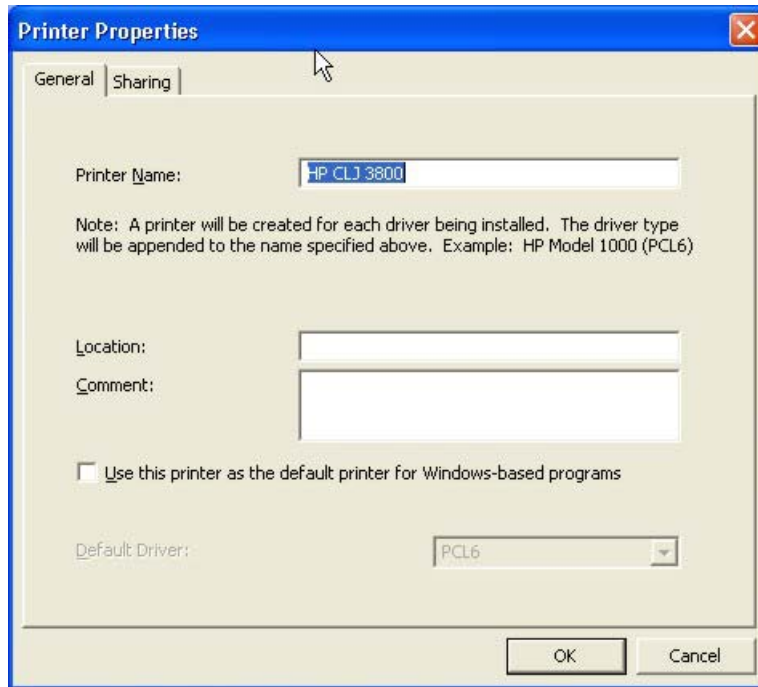 Printer Properties
General Sharing
Printer Name: HP CLJ 3800
Note: A printer will be created for each driver being installed. The driver type
will be appended to the name specified above. Example: HP Model 1000 (PCL6)
Location:
Comment:
Use this printer as the default printer for Windows-based programs
Default Driver: PCL6
OK Cancel